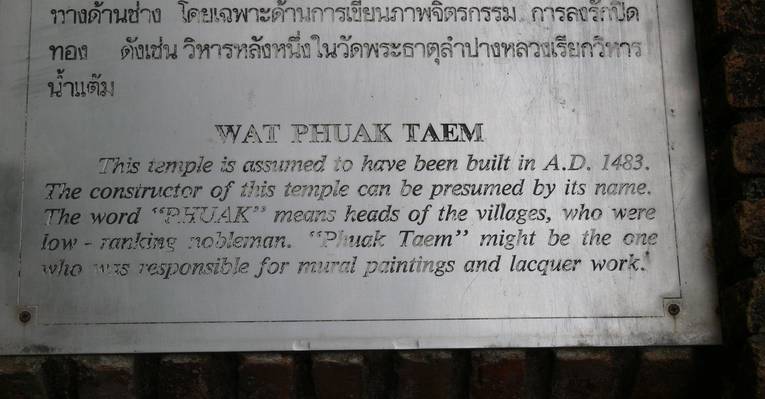 ทางด้านช่าง โดยเฉพาะด้านการเขียนภาพจิตรกรรม การลงรักปิด
ทอง ดังเช่น วิหารหลังหนึ่งในวัดพระธาตุลำปางหลวงเรียกวิหาร
น้ำแต้ม
WAT PHUAK TAEM
This temple is assumed to have been built in A.D. 1483.
The constructor of this temple can be presumed by its name.
The word "PHUAK" means heads of the villages, who were
low - ranking nobleman. "Phuak Taem" might be the one
who was responsible for mural paintings and lacquer work.